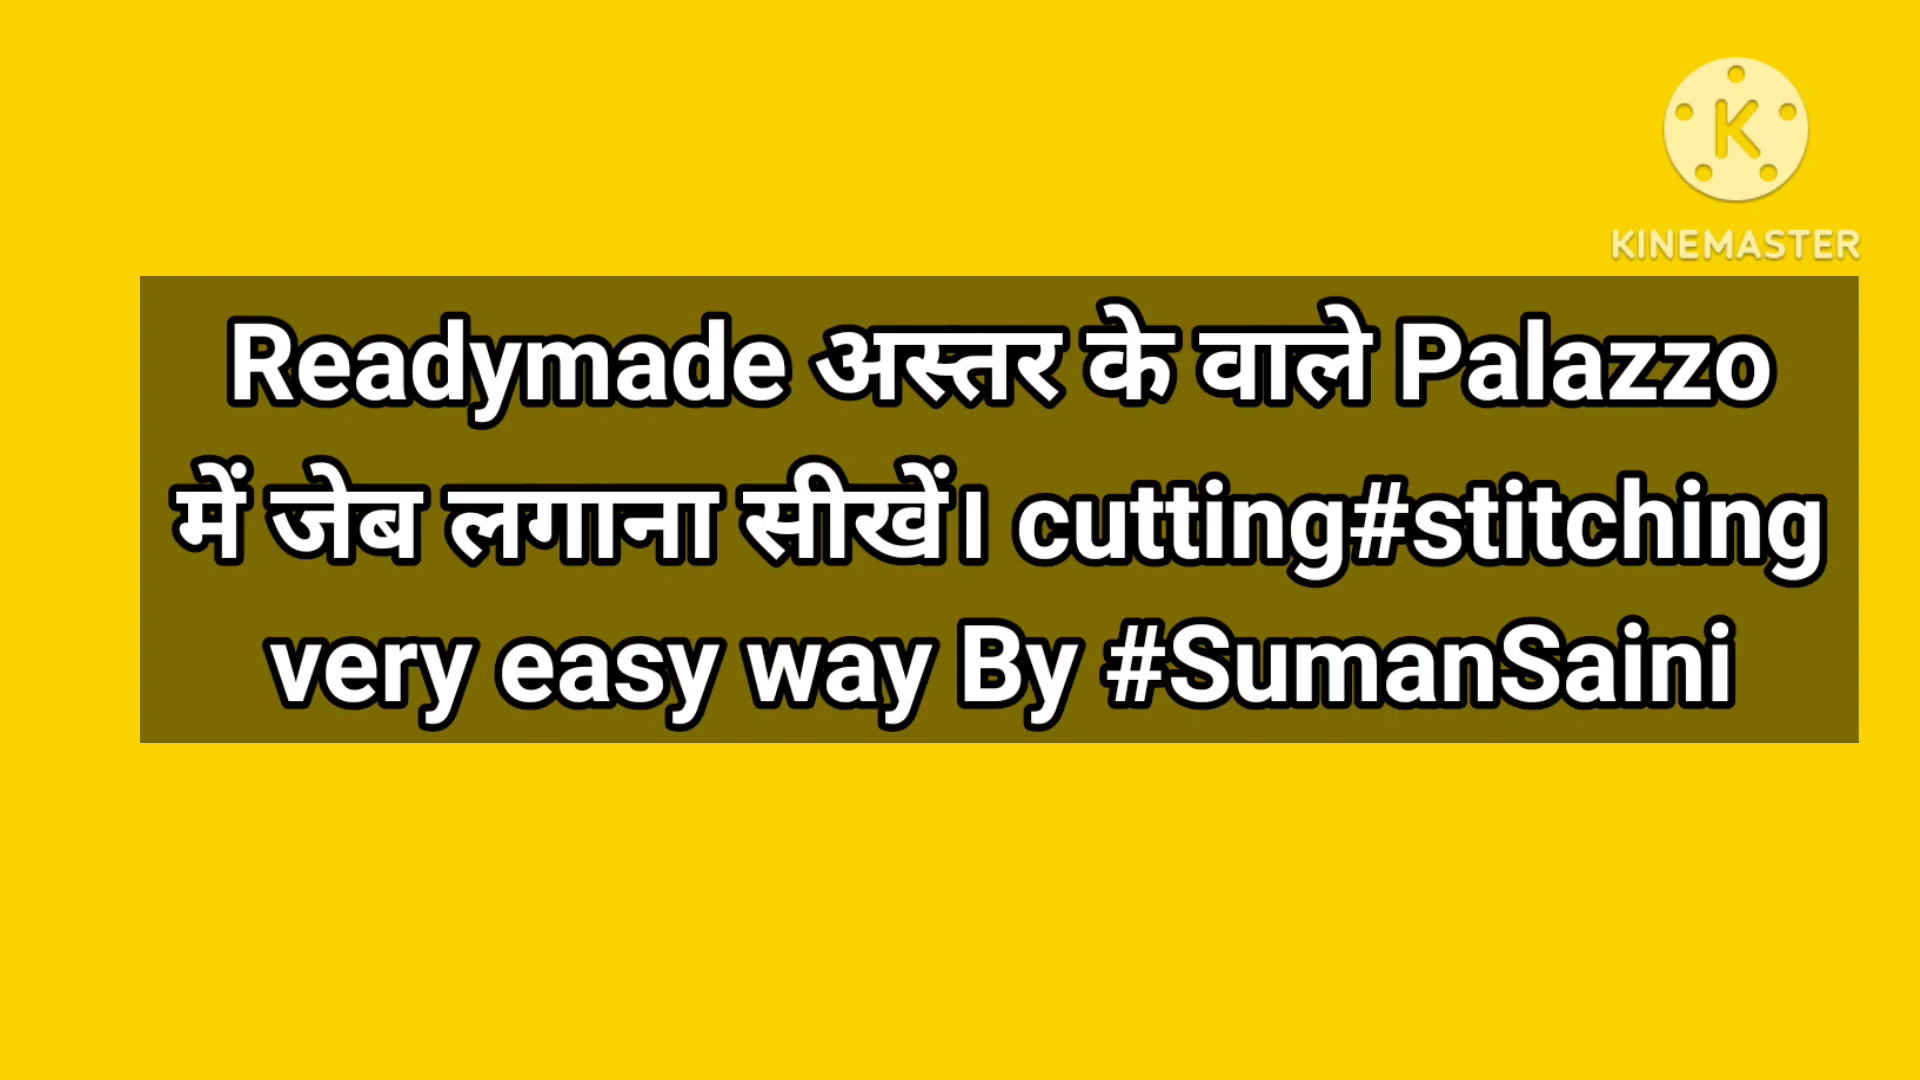 KINEMASTER
Readymade अस्तर के वाले Palazzo
में जेब लगाना सीखें। cutting#stitching
very easy way By #SumanSaini